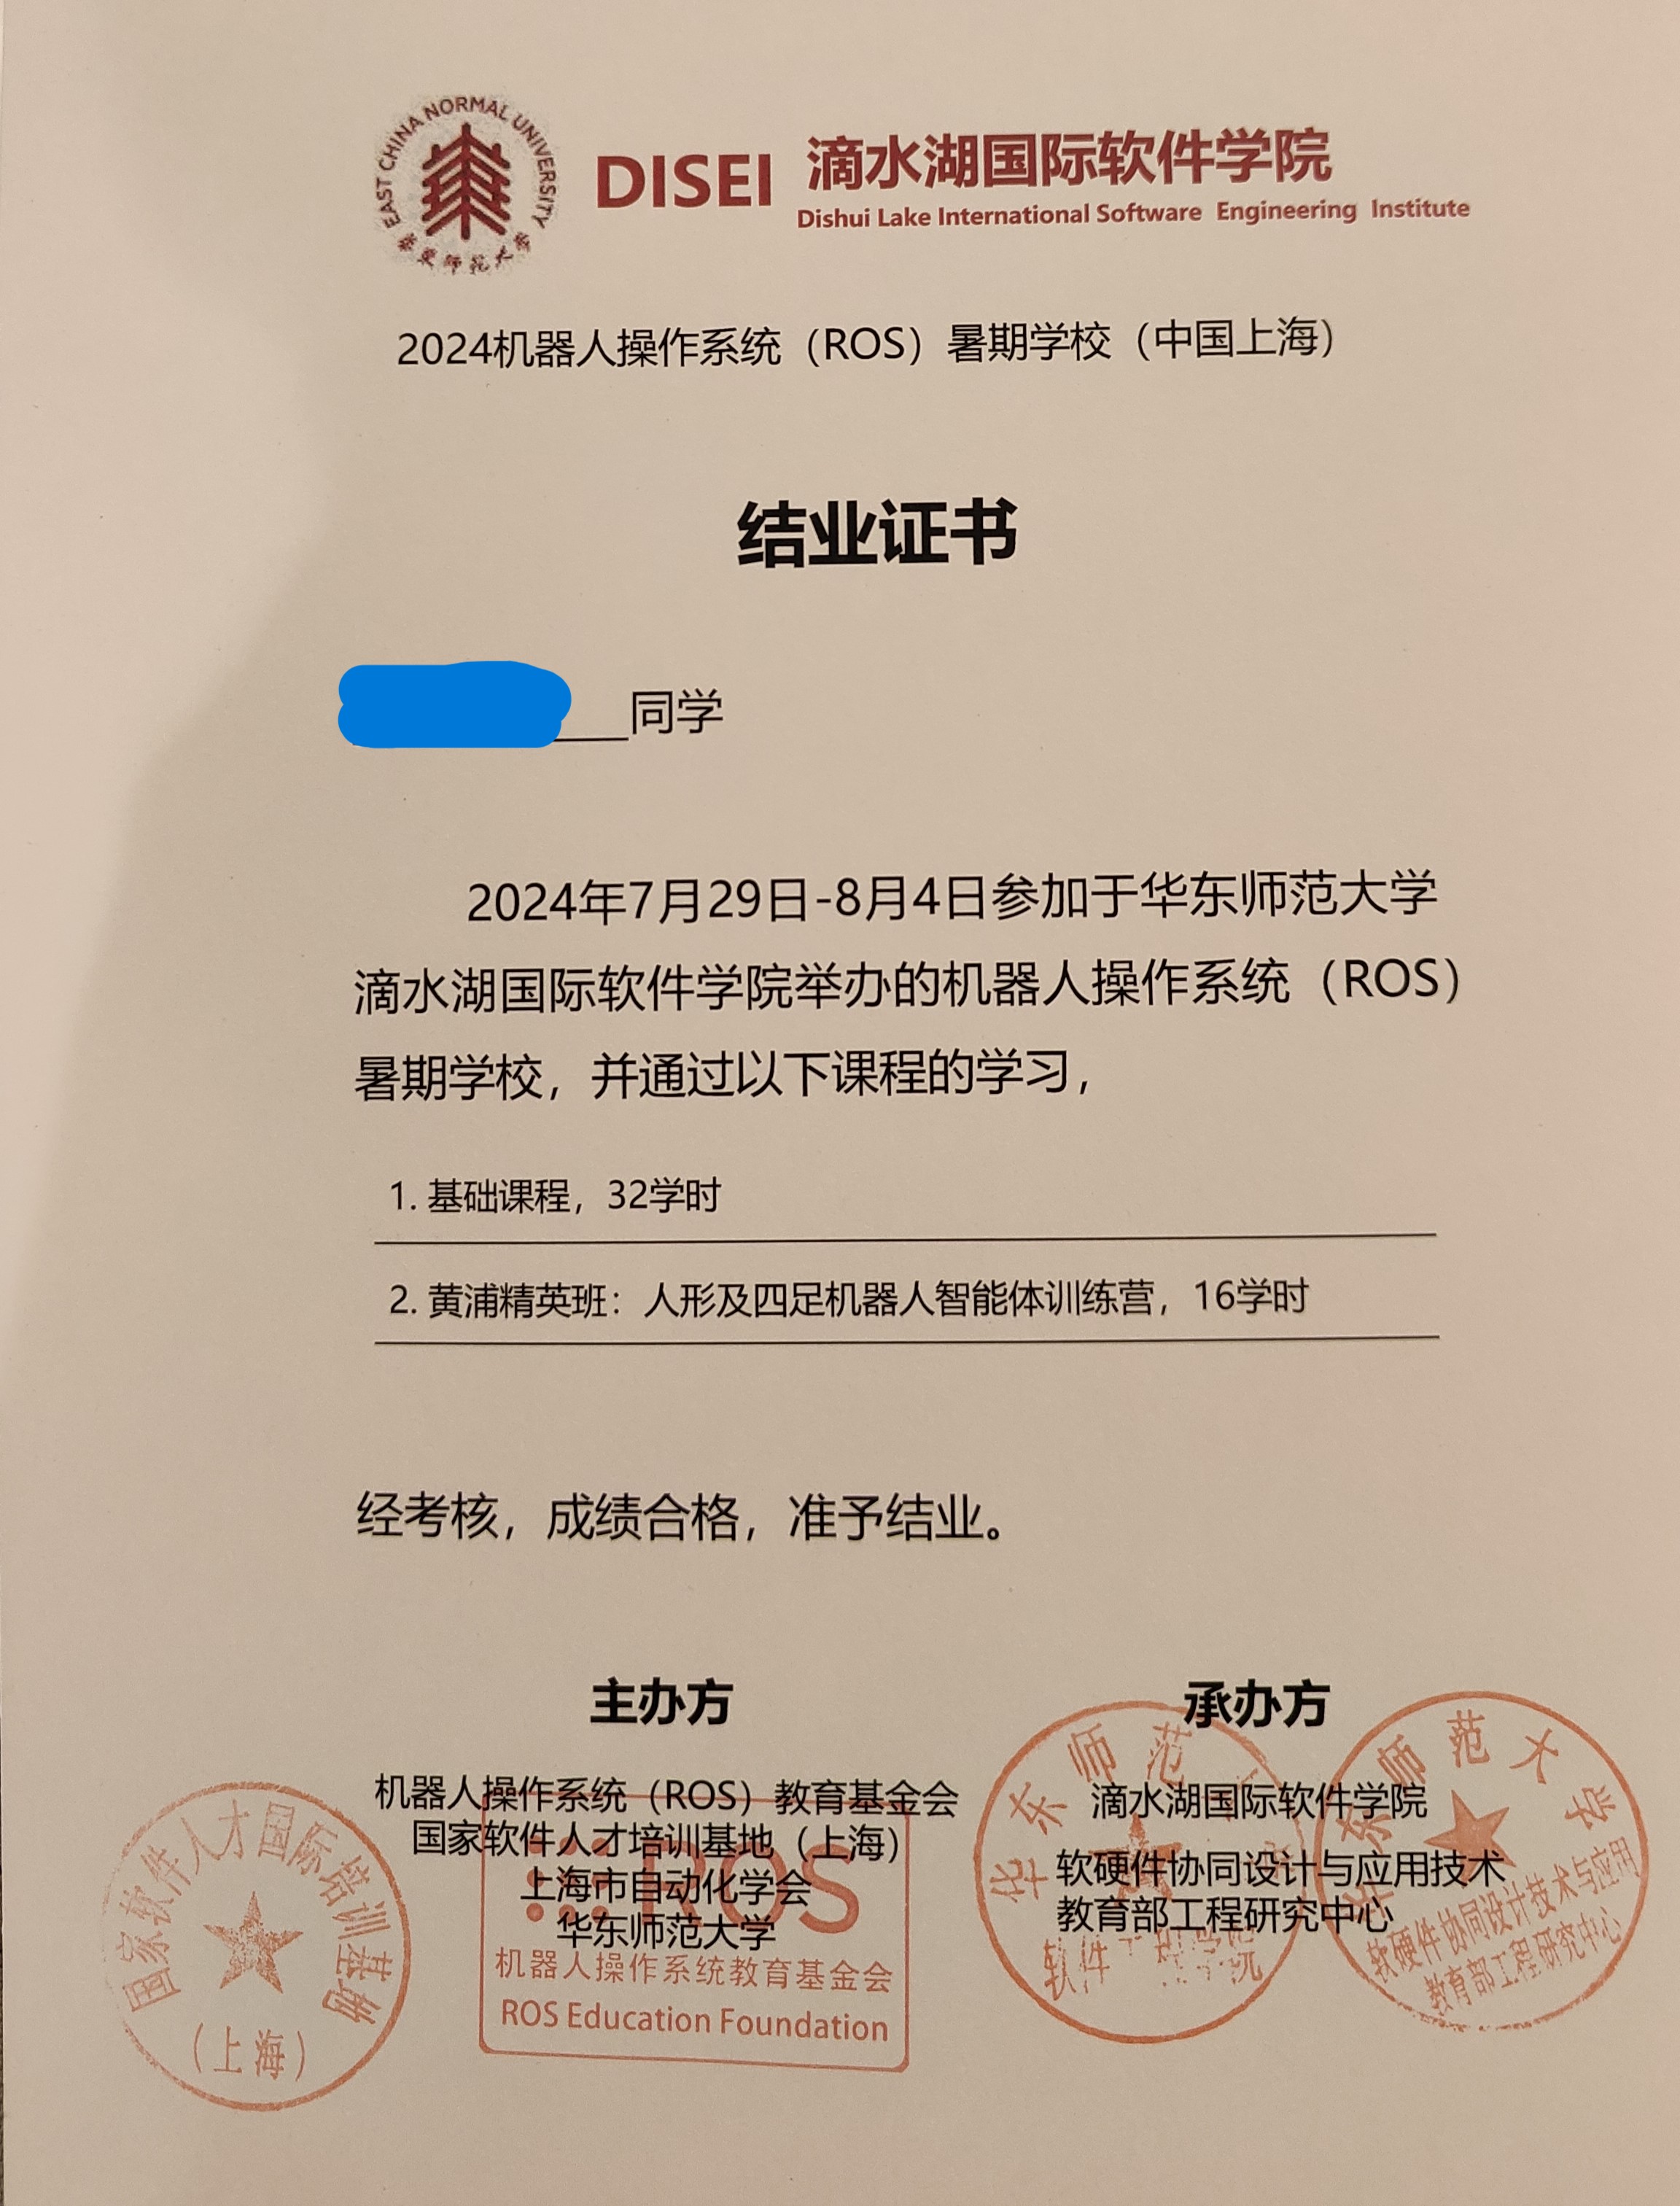 EAST CHINA NORMAL UNIVERSITY
华东师范大学
DISEI 滴水湖国际软件学院
Dishui Lake International Software Engineering Institute
2024机器人操作系统（ROS）暑期学校（中国上海）
结业证书
同学
2024年7月29日-8月4日参加于华东师范大学
滴水湖国际软件学院举办的机器人操作系统（ROS）
暑期学校，并通过以下课程的学习，
1. 基础课程，32学时
2. 黄浦精英班：人形及四足机器人智能体训练营，16学时
经考核，成绩合格，准予结业。
主办方
机器人操作系统（ROS）教育基金会
国家软件人才培训基地（上海）
上海市自动化学会
华东师范大学
承办方
滴水湖国际软件学院
软硬件协同设计与应用技术
教育部工程研究中心
国家软件人才国际培训基地
（上海）
ROS
机器人操作系统教育基金会
ROS Education Foundation
华东师范
软件工程学院
华东师范大学
软硬件协同设计技术与应用
教育部工程研究中心